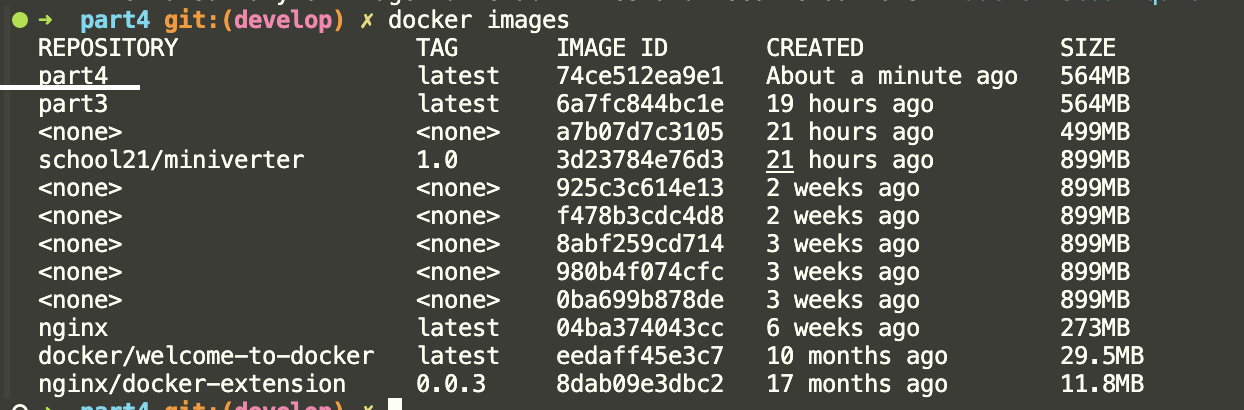 ➜ part4 git:(develop) ✗ docker images
REPOSITORY TAG IMAGE ID CREATED SIZE
part4 latest 74ce512ea9e1 About a minute ago 564MB
part3 latest 6a7fc844bc1e 19 hours ago 564MB
<none> <none> a7b07d7c3105 21 hours ago 499MB
school21/miniverter 1.0 3d23784e76d3 21 hours ago 899MB
<none> <none> 925c3c614e13 2 weeks ago 899MB
<none> <none> f478b3cdc4d8 2 weeks ago 899MB
<none> <none> 8abf259cd714 3 weeks ago 899MB
<none> <none> 980b4f074cfc 3 weeks ago 899MB
<none> <none> 0ba699b878de 3 weeks ago 899MB
nginx latest 04ba374043cc 6 weeks ago 273MB
docker/welcome-to-docker latest eedaff45e3c7 10 months ago 29.5MB
nginx/docker-extension 0.0.3 8dab09e3dbc2 17 months ago 11.8MB
➜ part4 git:(develop) ✗